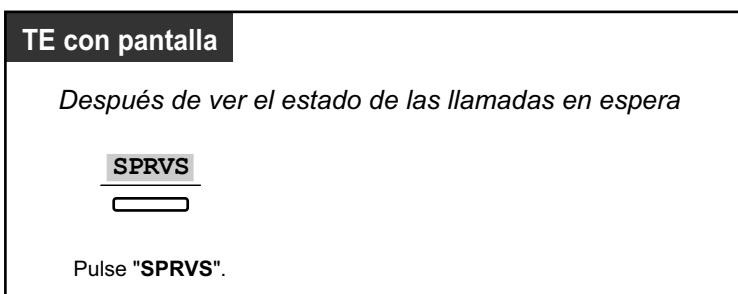 TE con pantalla
Después de ver el estado de las llamadas en espera
SPRVS
Pulse "SPRVS".